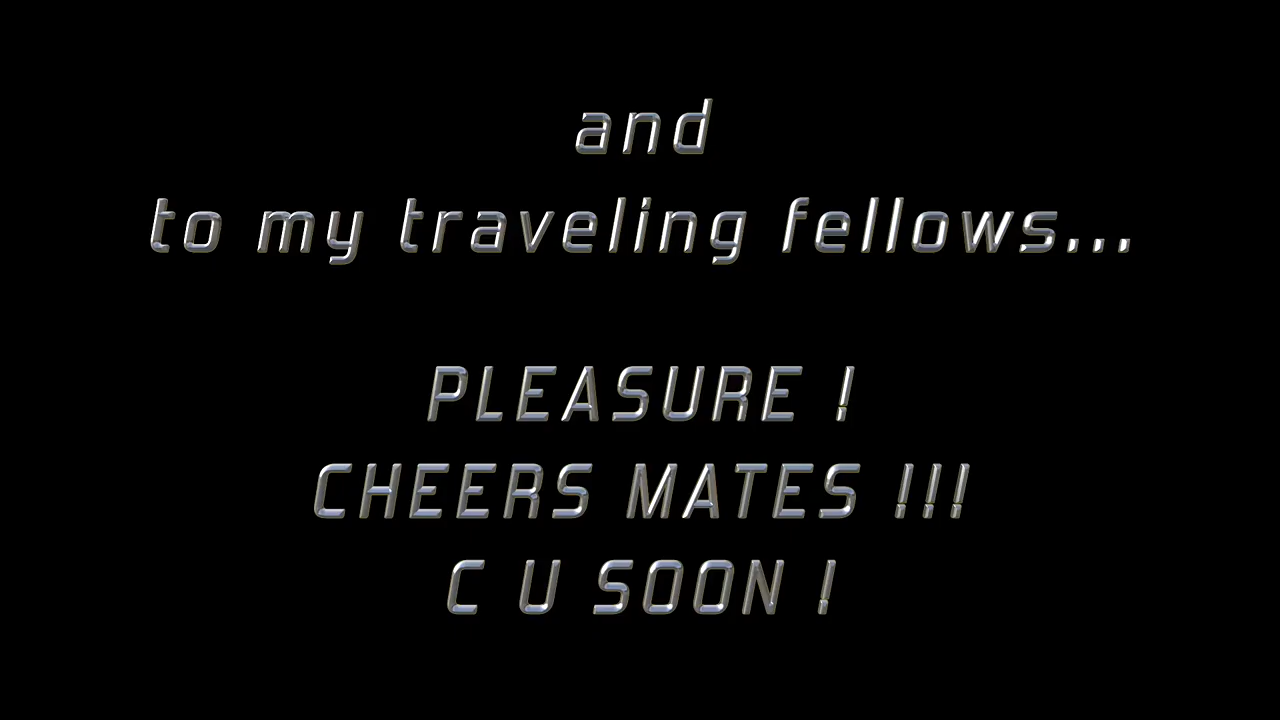 and
to my traveling fellows...
PLEASURE !
CHEERS MATES !!!
C U SOON !